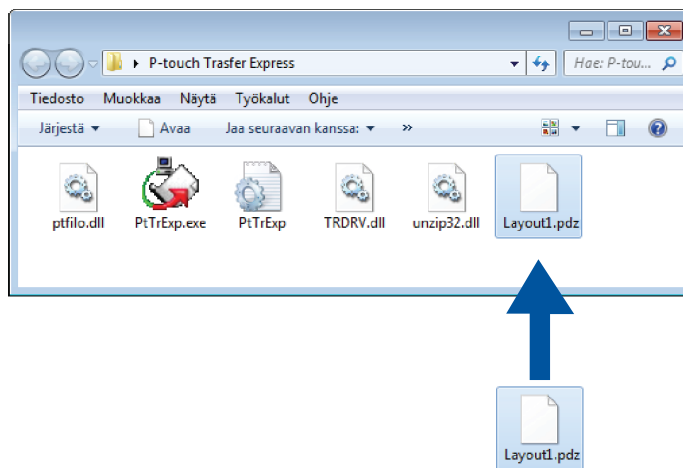 P-touch Trasfer Express
Hae: P-tou...
Tiedosto Muokkaa Näytä Työkalut Ohje
Järjestä Avaa Jaa seuraavan kanssa: »
ptfilo.dll PtTrExp.exe PtTrExp TRDRV.dll unzip32.dll Layout1.pdz
Layout1.pdz